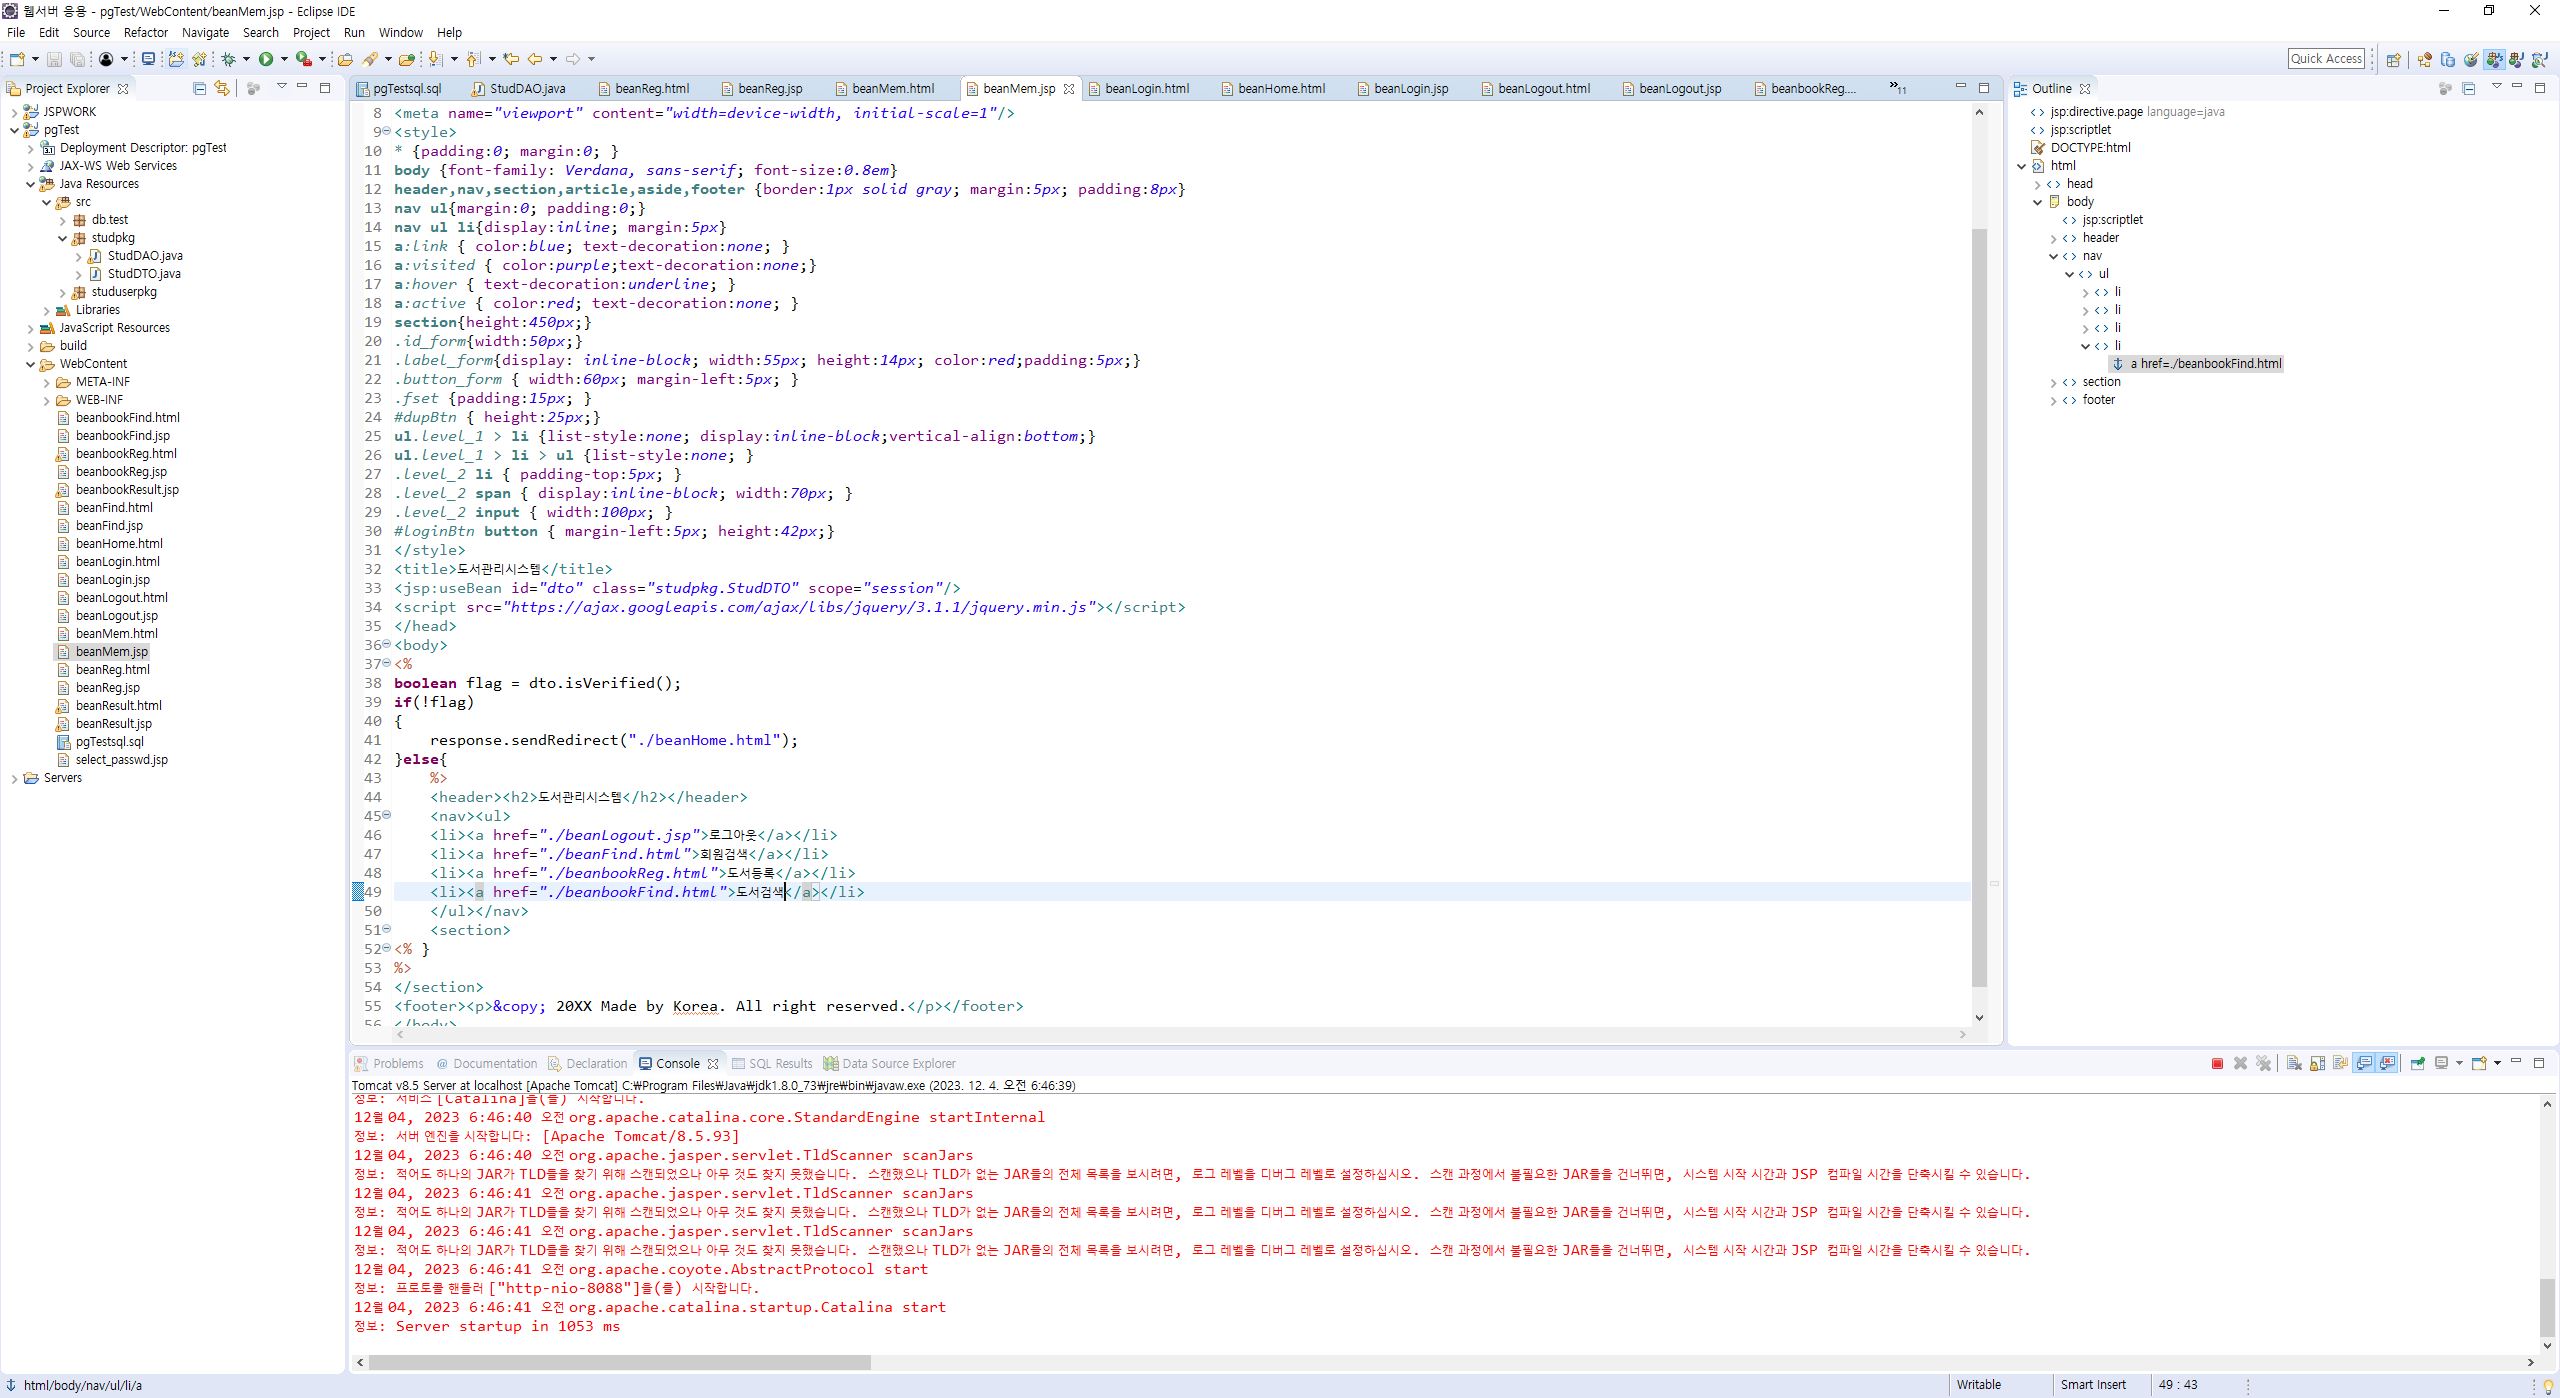 웹서버 응용 - pgTest/WebContent/beanMem.jsp - Eclipse IDE
File Edit Source Refactor Navigate Search Project Run Window Help
Quick Access
Project Explorer
JSPWORK
pgTest
Deployment Descriptor: pgTest
JAX-WS Web Services
Java Resources
src
db.test
studpkg
StudDAO.java
StudDTO.java
studuserpkg
Libraries
JavaScript Resources
build
WebContent
META-INF
WEB-INF
beanbookFind.html
beanbookFind.jsp
beanbookReg.html
beanbookReg.jsp
beanbookResult.jsp
beanFind.html
beanFind.jsp
beanHome.html
beanLogin.html
beanLogin.jsp
beanLogout.html
beanLogout.jsp
beanMem.html
beanMem.jsp
beanReg.html
beanReg.jsp
beanResult.html
beanResult.jsp
pgTestsql.sql
select_passwd.jsp
Servers
pgTestsql.sql StudDAO.java beanReg.html beanReg.jsp beanMem.html beanMem.jsp beanLogin.html beanHome.html beanLogin.jsp beanLogout.html beanLogout.jsp beanbookReg.... »11
8 <meta name="viewport" content="width=device-width, initial-scale=1"/>
9 <style>
10 * {padding:0; margin:0; }
11 body {font-family: Verdana, sans-serif; font-size:0.8em}
12 header,nav,section,article,aside,footer {border:1px solid gray; margin:5px; padding:8px}
13 nav ul{margin:0; padding:0;}
14 nav ul li{display:inline; margin:5px}
15 a:link { color:blue; text-decoration:none; }
16 a:visited { color:purple;text-decoration:none;}
17 a:hover { text-decoration:underline; }
18 a:active { color:red; text-decoration:none; }
19 section{height:450px;}
20 .id_form{width:50px;}
21 .label_form{display: inline-block; width:55px; height:14px; color:red;padding:5px;}
22 .button_form { width:60px; margin-left:5px; }
23 .fset {padding:15px; }
24 #dupBtn { height:25px;}
25 ul.level_1 > li {list-style:none; display:inline-block;vertical-align:bottom;}
26 ul.level_1 > li > ul {list-style:none; }
27 .level_2 li { padding-top:5px; }
28 .level_2 span { display:inline-block; width:70px; }
29 .level_2 input { width:100px; }
30 #loginBtn button { margin-left:5px; height:42px;}
31 </style>
32 <title>도서관리시스템</title>
33 <jsp:useBean id="dto" class="studpkg.StudDTO" scope="session"/>
34 <script src="https://ajax.googleapis.com/ajax/libs/jquery/3.1.1/jquery.min.js"></script>
35 </head>
36 <body>
37 <%
38 boolean flag = dto.isVerified();
39 if(!flag)
40 {
41 response.sendRedirect("./beanHome.html");
42 }else{
43 %>
44 <header><h2>도서관리시스템</h2></header>
45 <nav><ul>
46 <li><a href="./beanLogout.jsp">로그아웃</a></li>
47 <li><a href="./beanFind.html">회원검색</a></li>
48 <li><a href="./beanbookReg.html">도서등록</a></li>
49 <li><a href="./beanbookFind.html">도서검색</a></li>
50 </ul></nav>
51 <section>
52 <% }
53 %>
54 </section>
55 <footer><p>&copy; 20XX Made by Korea. All right reserved.</p></footer>
56 </body>
Outline
jsp:directive.page language=java
jsp:scriptlet
DOCTYPE:html
html
head
body
jsp:scriptlet
header
nav
ul
li
li
li
li
a href=./beanbookFind.html
section
footer
Problems Documentation Declaration Console SQL Results Data Source Explorer
Tomcat v8.5 Server at localhost [Apache Tomcat] C:₩Program Files₩Java₩jdk1.8.0_73₩jre₩bin₩javaw.exe (2023. 12. 4. 오전 6:46:39)
정보: 서비스 [Catalina]을(를) 시작합니다.
12월 04, 2023 6:46:40 오전 org.apache.catalina.core.StandardEngine startInternal
정보: 서버 엔진을 시작합니다: [Apache Tomcat/8.5.93]
12월 04, 2023 6:46:40 오전 org.apache.jasper.servlet.TldScanner scanJars
정보: 적어도 하나의 JAR가 TLD들을 찾기 위해 스캔되었으나 아무 것도 찾지 못했습니다. 스캔했으나 TLD가 없는 JAR들의 전체 목록을 보시려면, 로그 레벨을 디버그 레벨로 설정하십시오. 스캔 과정에서 불필요한 JAR들을 건너뛰면, 시스템 시작 시간과 JSP 컴파일 시간을 단축시킬 수 있습니다.
12월 04, 2023 6:46:41 오전 org.apache.jasper.servlet.TldScanner scanJars
정보: 적어도 하나의 JAR가 TLD들을 찾기 위해 스캔되었으나 아무 것도 찾지 못했습니다. 스캔했으나 TLD가 없는 JAR들의 전체 목록을 보시려면, 로그 레벨을 디버그 레벨로 설정하십시오. 스캔 과정에서 불필요한 JAR들을 건너뛰면, 시스템 시작 시간과 JSP 컴파일 시간을 단축시킬 수 있습니다.
12월 04, 2023 6:46:41 오전 org.apache.jasper.servlet.TldScanner scanJars
정보: 적어도 하나의 JAR가 TLD들을 찾기 위해 스캔되었으나 아무 것도 찾지 못했습니다. 스캔했으나 TLD가 없는 JAR들의 전체 목록을 보시려면, 로그 레벨을 디버그 레벨로 설정하십시오. 스캔 과정에서 불필요한 JAR들을 건너뛰면, 시스템 시작 시간과 JSP 컴파일 시간을 단축시킬 수 있습니다.
12월 04, 2023 6:46:41 오전 org.apache.coyote.AbstractProtocol start
정보: 프로토콜 핸들러 ["http-nio-8088"]을(를) 시작합니다.
12월 04, 2023 6:46:41 오전 org.apache.catalina.startup.Catalina start
정보: Server startup in 1053 ms
html/body/nav/ul/li/a Writable Smart Insert 49 : 43